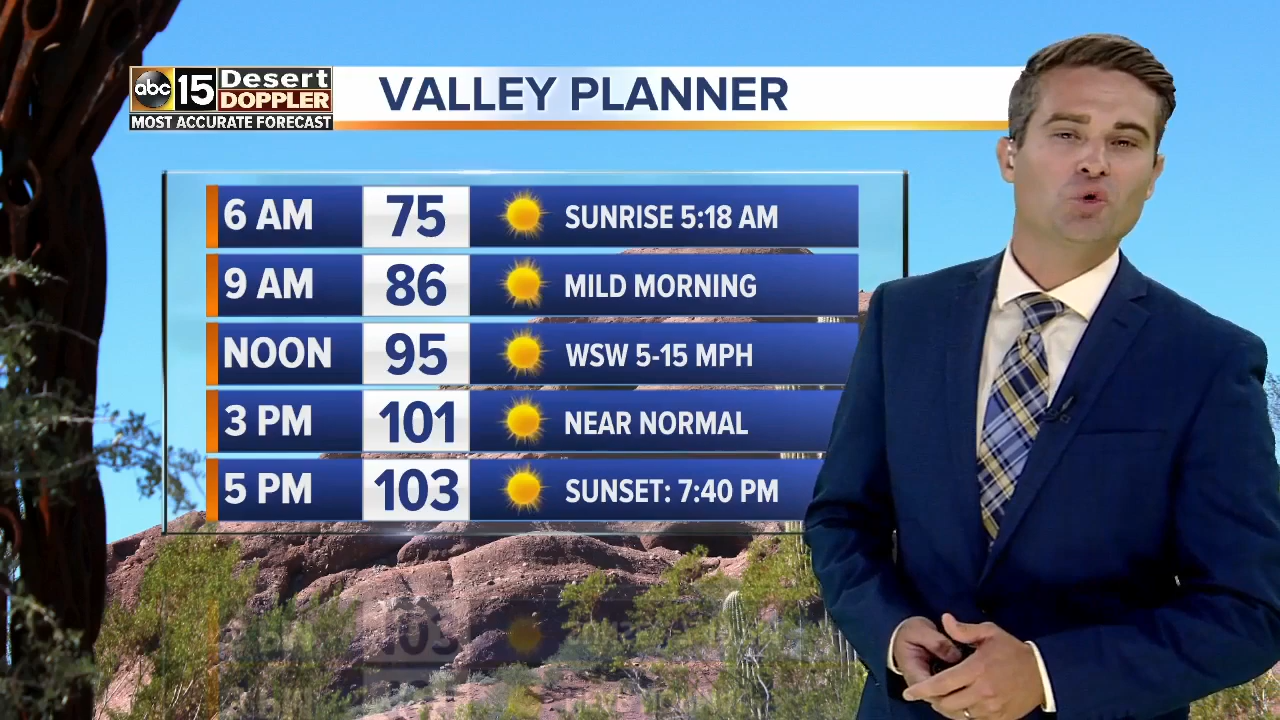 abc 15 Desert DOPPLER
MOST ACCURATE FORECAST
VALLEY PLANNER
6 AM 75 SUNRISE 5:18 AM
9 AM 86 MILD MORNING
NOON 95 WSW 5-15 MPH
3 PM 101 NEAR NORMAL
5 PM 103 SUNSET: 7:40 PM
103